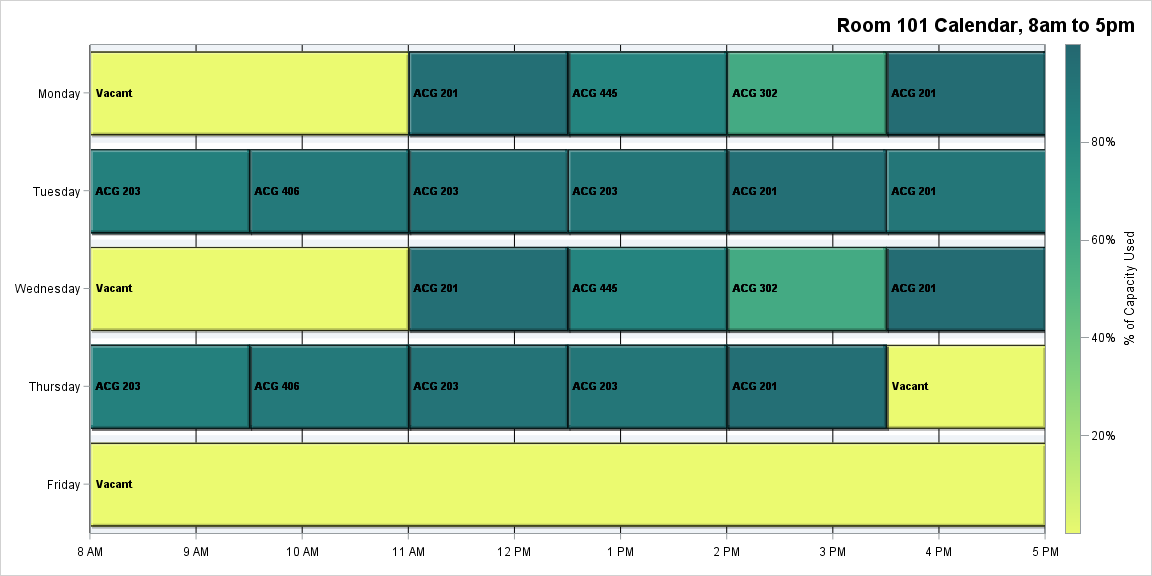 Room 101 Calendar, 8am to 5pm
Monday
Vacant
ACG 201
ACG 445
ACG 302
ACG 201
Tuesday
ACG 203
ACG 406
ACG 203
ACG 203
ACG 201
ACG 201
Wednesday
Vacant
ACG 201
ACG 445
ACG 302
ACG 201
Thursday
ACG 203
ACG 406
ACG 203
ACG 203
ACG 201
Vacant
Friday
Vacant
8 AM
9 AM
10 AM
11 AM
12 PM
1 PM
2 PM
3 PM
4 PM
5 PM
80%
60%
40%
20%
% of Capacity Used